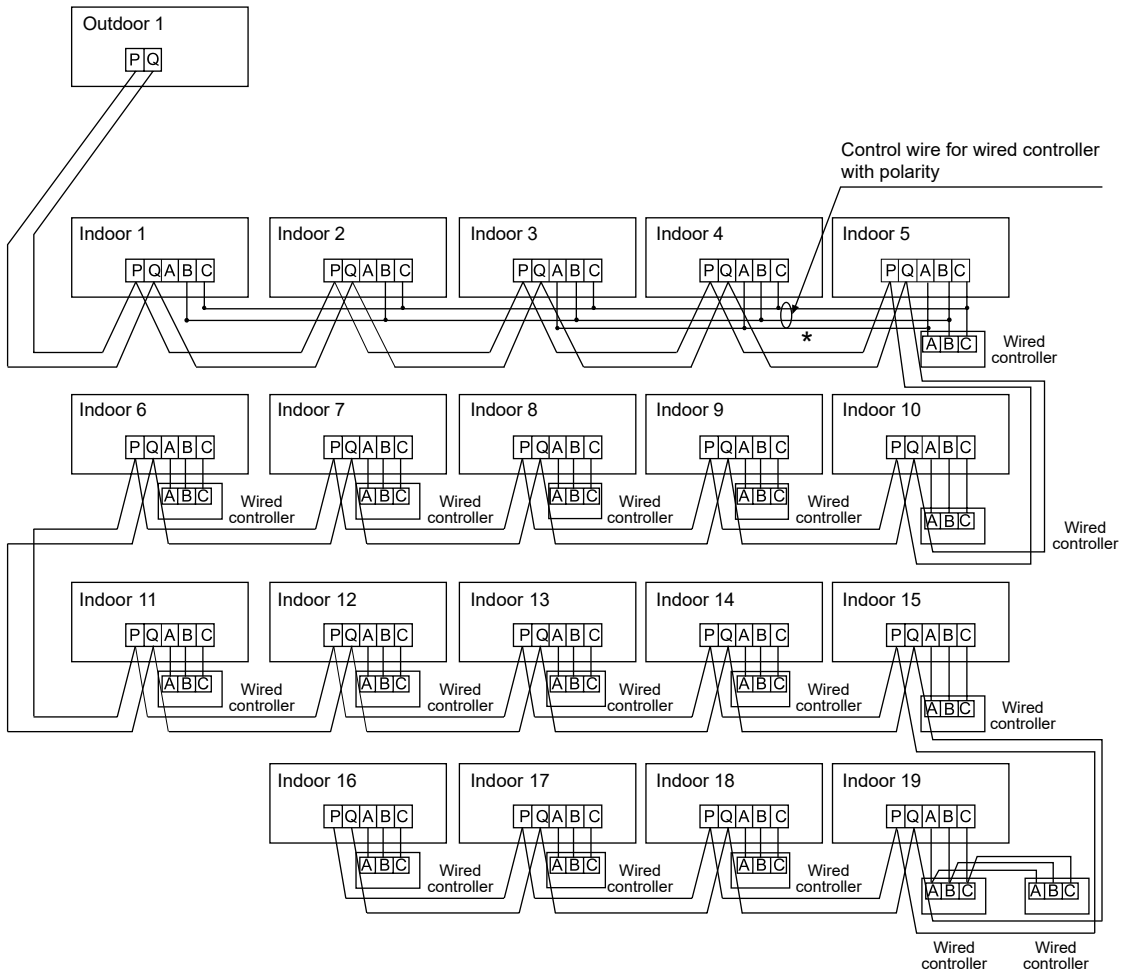 Outdoor 1
P Q
Control wire for wired controller
with polarity
Indoor 1
Indoor 2
Indoor 3
Indoor 4
Indoor 5
P Q A B C
P Q A B C
P Q A B C
P Q A B C
P Q A B C
*
A B C
Wired
controller
Indoor 6
Indoor 7
Indoor 8
Indoor 9
Indoor 10
P Q A B C
P Q A B C
P Q A B C
P Q A B C
P Q A B C
A B C
Wired
controller
A B C
Wired
controller
A B C
Wired
controller
A B C
Wired
controller
A B C
Wired
controller
Indoor 11
Indoor 12
Indoor 13
Indoor 14
Indoor 15
P Q A B C
P Q A B C
P Q A B C
P Q A B C
P Q A B C
A B C
Wired
controller
A B C
Wired
controller
A B C
Wired
controller
A B C
Wired
controller
A B C
Wired
controller
Indoor 16
Indoor 17
Indoor 18
Indoor 19
P Q A B C
P Q A B C
P Q A B C
P Q A B C
A B C
Wired
controller
A B C
Wired
controller
A B C
Wired
controller
A B C
A B C
Wired
controller
Wired
controller